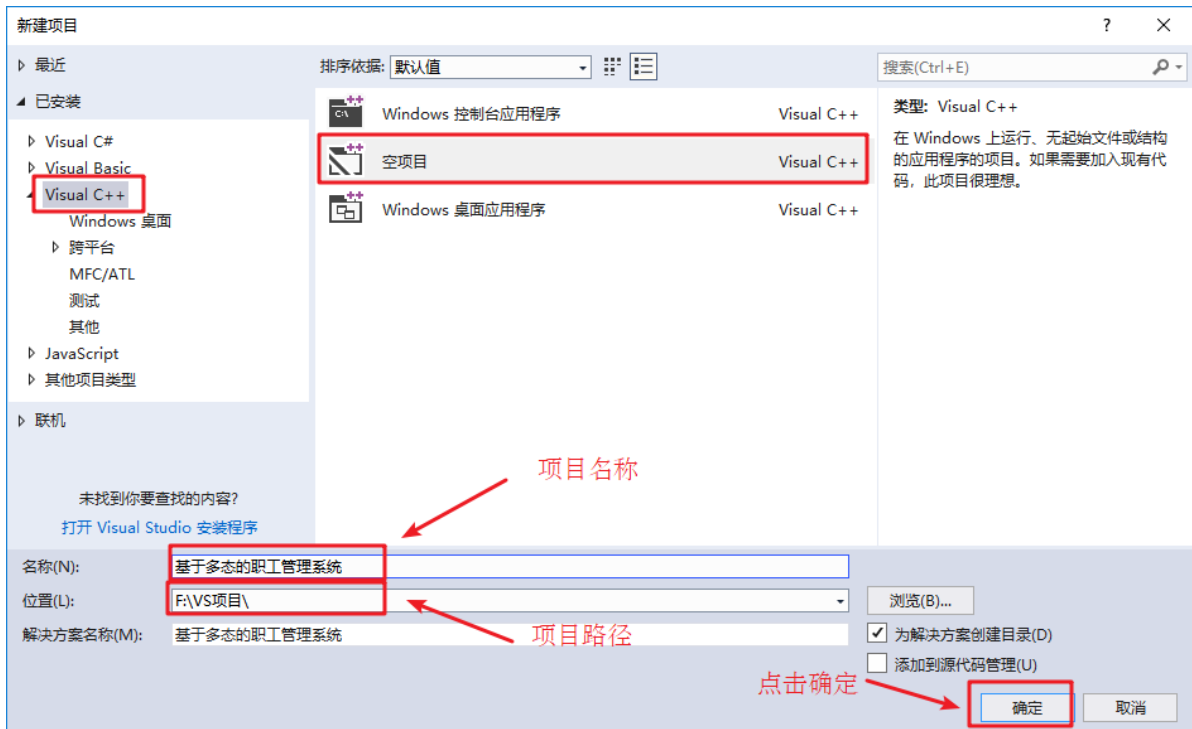 新建项目
?
最近
排序依据: 默认值
搜索(Ctrl+E)
已安装
Visual C#
Visual Basic
Visual C++
Windows 桌面
跨平台
MFC/ATL
测试
其他
JavaScript
其他项目类型
联机
未找到你要查找的内容?
打开 Visual Studio 安装程序
C:\ Windows 控制台应用程序 Visual C++
空项目 Visual C++
Windows 桌面应用程序 Visual C++
类型: Visual C++
在 Windows 上运行、无起始文件或结构
的应用程序的项目。如果需要加入现有代
码，此项目很理想。
项目名称
名称(N): 基于多态的职工管理系统
位置(L): F:\VS项目\ 浏览(B)...
项目路径
解决方案名称(M): 基于多态的职工管理系统
为解决方案创建目录(D)
添加到源代码管理(U)
点击确定
确定 取消